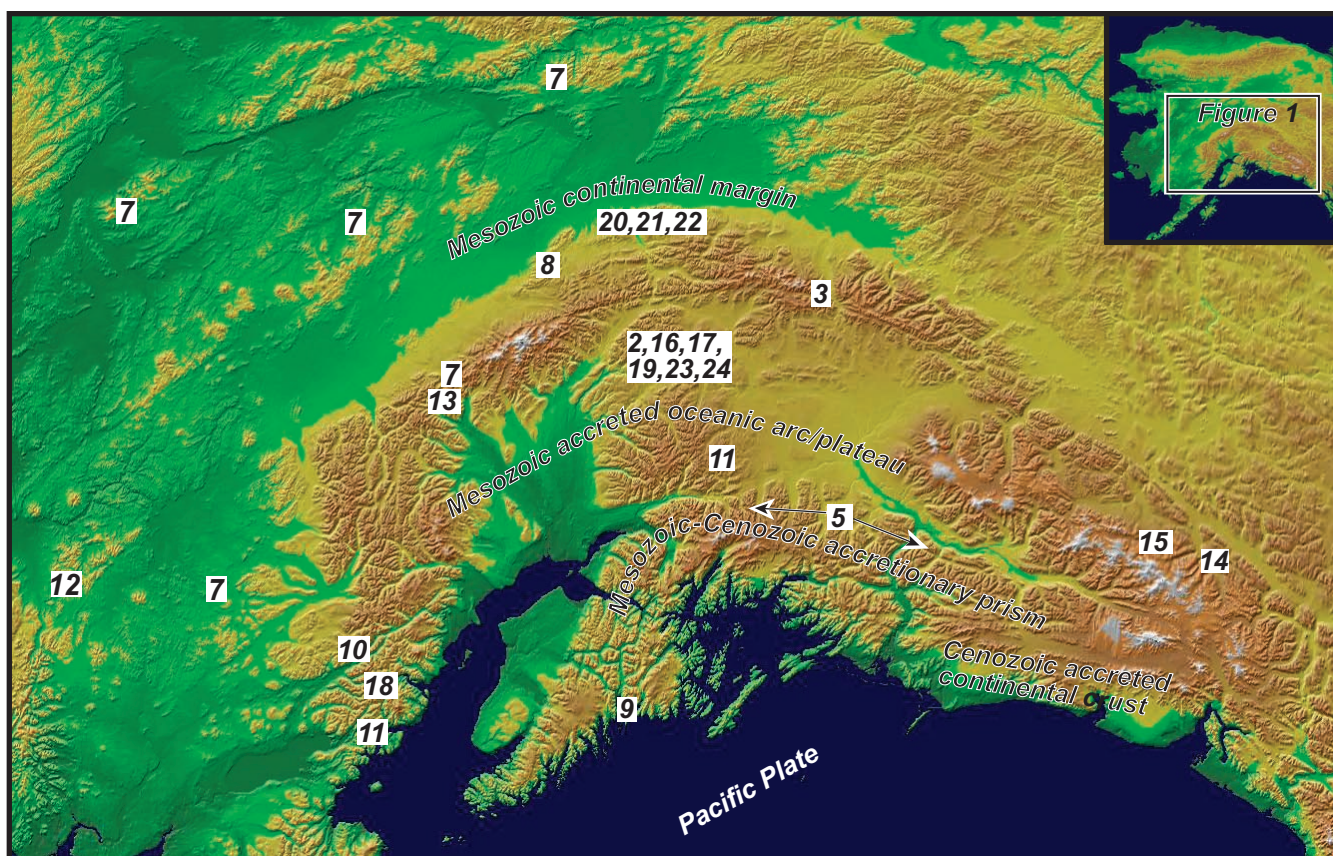 Figure 1
7
7
7
Mesozoic continental margin
20,21,22
8
3
2,16,17,
19,23,24
7
13
Mesozoic accreted oceanic arc/plateau
11
5
Mesozoic-Cenozoic accretionary prism
15
14
12
7
10
18
11
9
Cenozoic accreted
continental crust
Pacific Plate